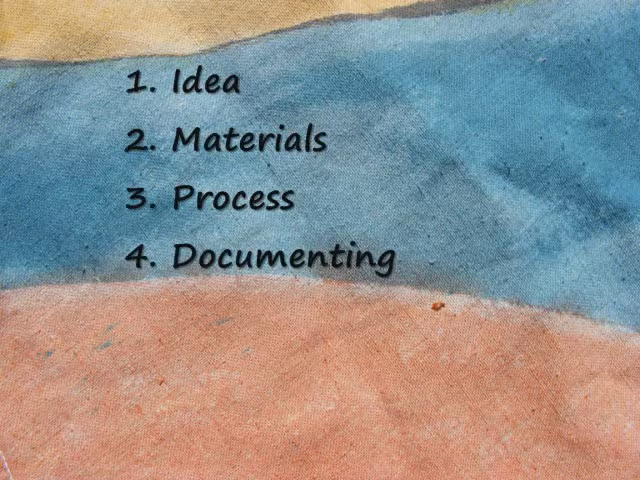 1. Idea
2. Materials
3. Process
4. Documenting